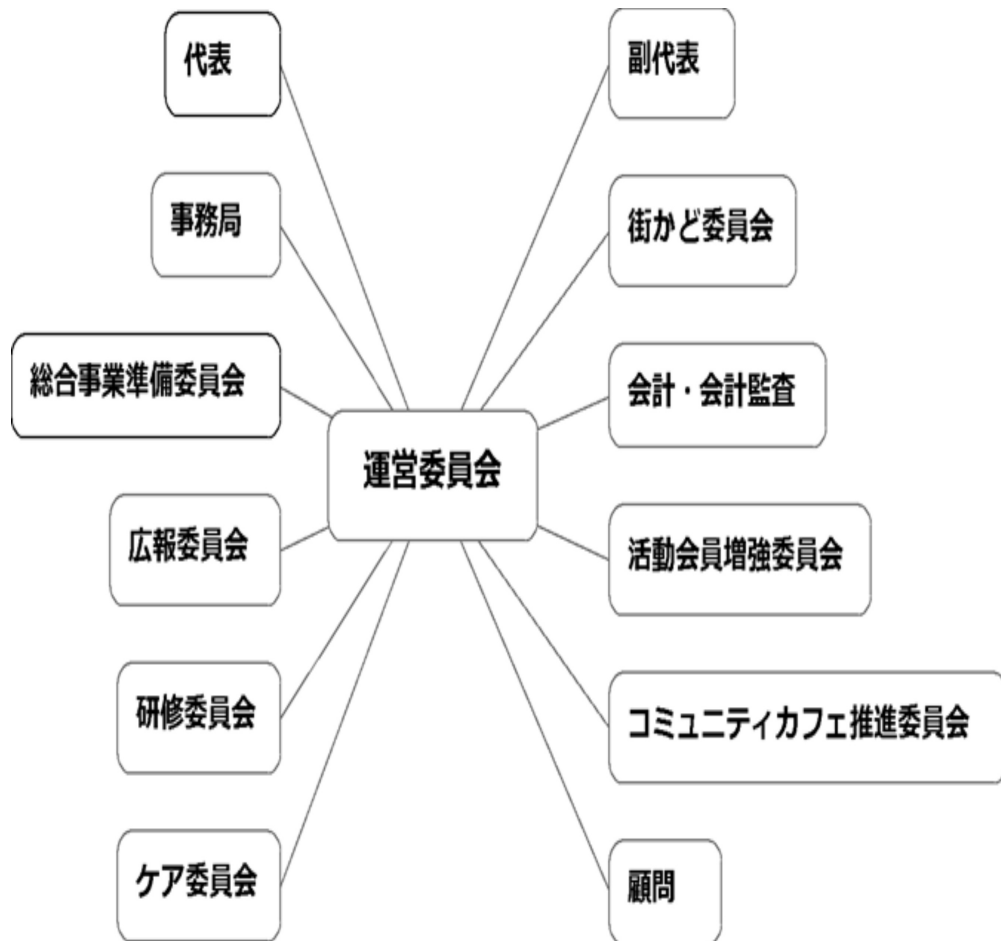 代表
副代表
事務局
街かど委員会
総合事業準備委員会
会計・会計監査
運営委員会
広報委員会
活動会員増強委員会
研修委員会
コミュニティカフェ推進委員会
ケア委員会
顧問